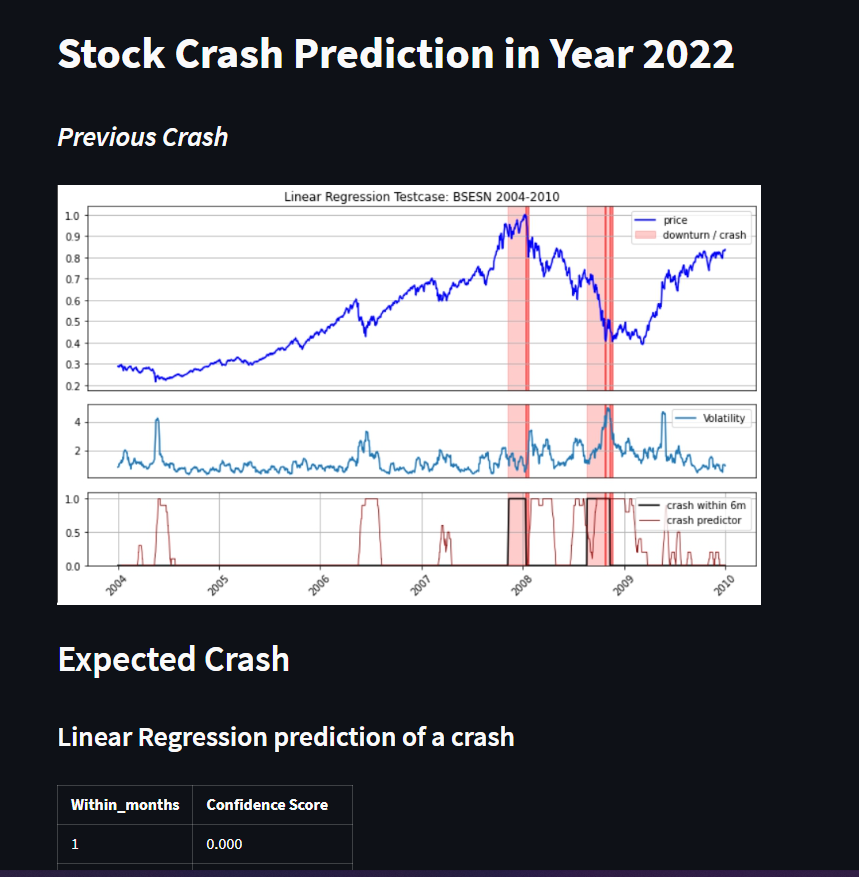 Stock Crash Prediction in Year 2022
Previous Crash
Linear Regression Testcase: BSESN 2004-2010
1.0
0.9
0.8
0.7
0.6
0.5
0.4
0.3
0.2
price
downturn / crash
4
2
Volatility
1.0
0.5
0.0
crash within 6m
crash predictor
2004 2005 2006 2007 2008 2009 2010
Expected Crash
Linear Regression prediction of a crash
Within_months Confidence Score
1 0.000